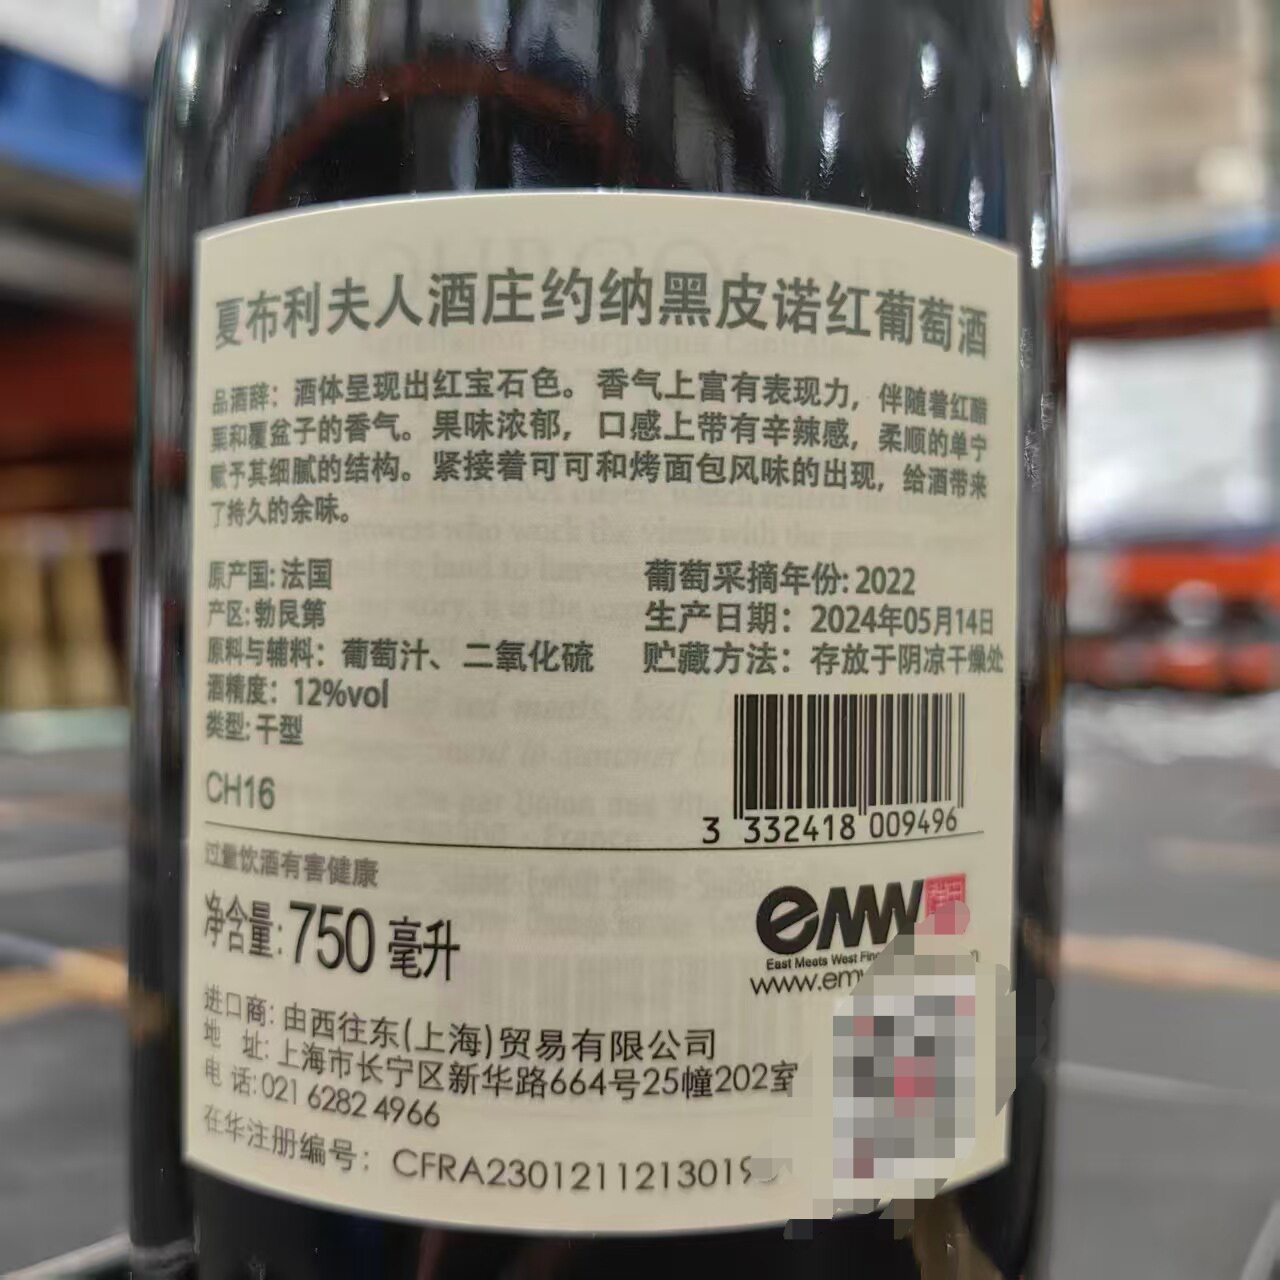 夏布利夫人酒庄约纳黑皮诺红葡萄酒
品酒辞：酒体呈现出红宝石色。香气上富有表现力，伴随着红醋
栗和覆盆子的香气。果味浓郁，口感上带有辛辣感，柔顺的单宁
赋予其细腻的结构。紧接着可可和烤面包风味的出现，给酒带来
了持久的余味。
原产国：法国
产区：勃艮第
原料与辅料：葡萄汁、二氧化硫
酒精度：12%vol
类型：干型
葡萄采摘年份：2022
生产日期：2024年05月14日
贮藏方法：存放于阴凉干燥处
CH16
3 332418 009496
过量饮酒有害健康
净含量：750 毫升
emw
East Meets West
www.em
进口商：由西往东(上海)贸易有限公司
地 址：上海市长宁区新华路664号25幢202室
电 话：021 6282 4966
在华注册编号：CFRA2301211213019